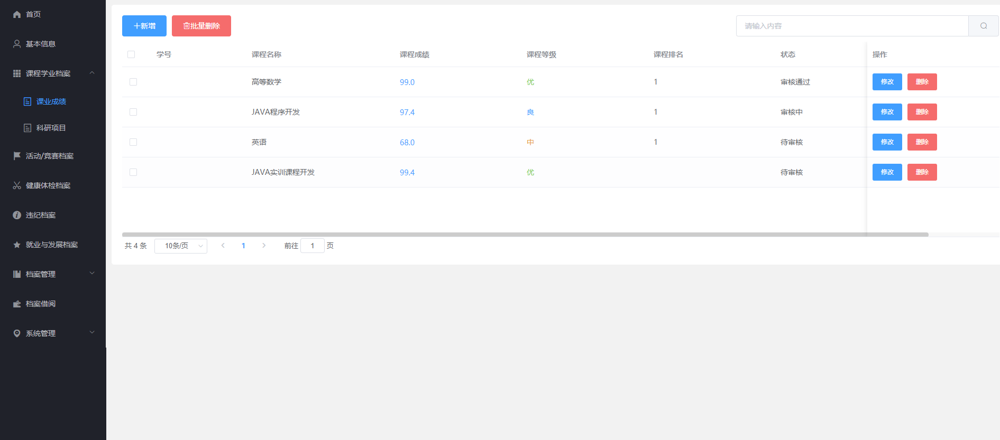 首页
基本信息
课程学业档案
课业成绩
科研项目
活动/竞赛档案
健康体检档案
违纪档案
就业与发展档案
档案管理
档案借阅
系统管理
新增 批量删除 请输入内容
学号 课程名称 课程成绩 课程等级 课程排名 状态 操作
高等数学 99.0 优 1 审核通过 修改 删除
JAVA程序开发 97.4 良 1 审核中 修改 删除
英语 68.0 中 1 待审核 修改 删除
JAVA实训课程开发 99.4 优 待审核 修改 删除
共 4 条 10条/页 1 前往 1 页